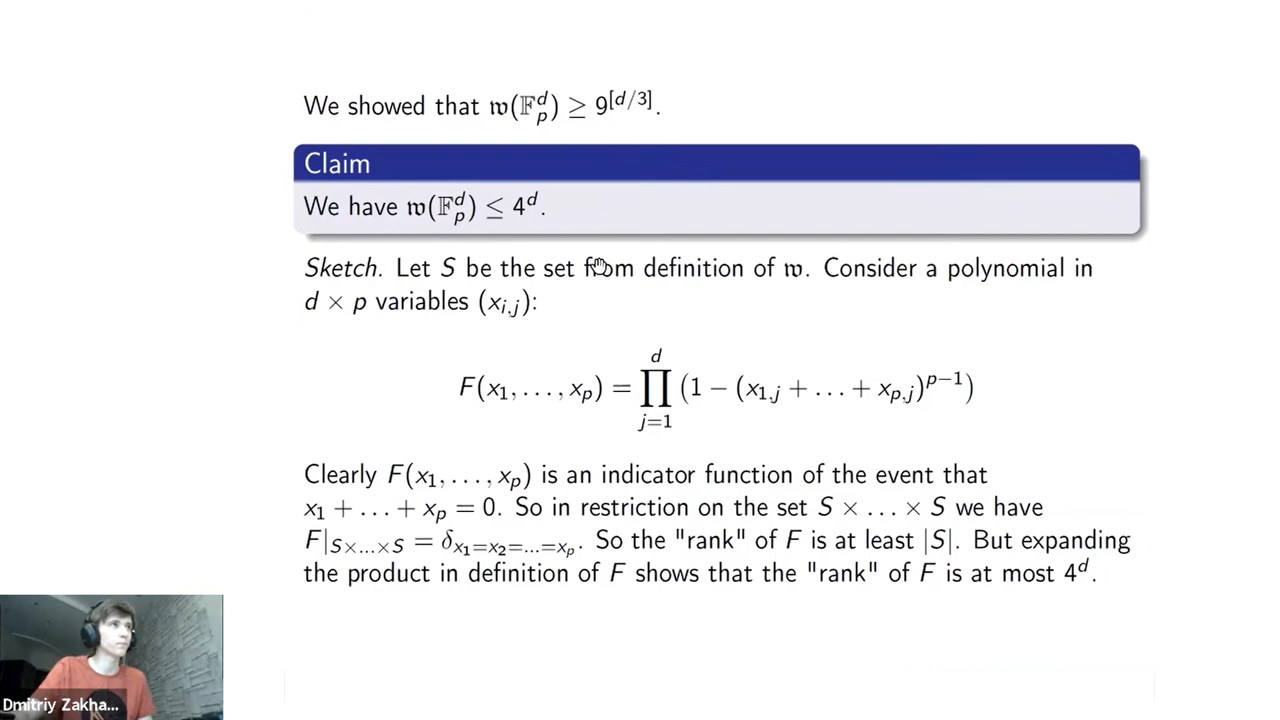 We showed that 𝔴(𝔽_p^d) ≥ 9^{[d/3]}.
Claim
We have 𝔴(𝔽_p^d) ≤ 4^d.
Sketch. Let S be the set from definition of 𝔴. Consider a polynomial in
d × p variables (x_{i,j}):
F(x_1, . . . , x_p) = ∏_{j=1}^{d} (1 − (x_{1,j} + . . . + x_{p,j})^{p−1})
Clearly F(x_1, . . . , x_p) is an indicator function of the event that
x_1 + . . . + x_p = 0. So in restriction on the set S × . . . × S we have
F|_{S×...×S} = δ_{x_1=x_2=...=x_p}. So the "rank" of F is at least |S|. But expanding
the product in definition of F shows that the "rank" of F is at most 4^d.
Dmitriy Zakha...